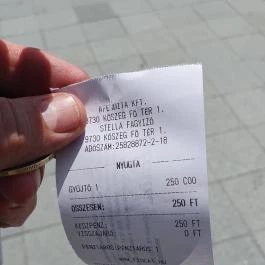 KFT.
9730 KŐSZEG FŐ TÉR 1.
STELLA FAGYIZÓ
9730 KŐSZEG FŐ TÉR 1.
ADÓSZÁM:25828872-2-18
NYUGTA
GYŰJTŐ 1 250 C00
ÖSSZESEN: 250 FT
KÉSZPÉNZ: 250 FT
VISSZAJÁRÓ: 0 FT